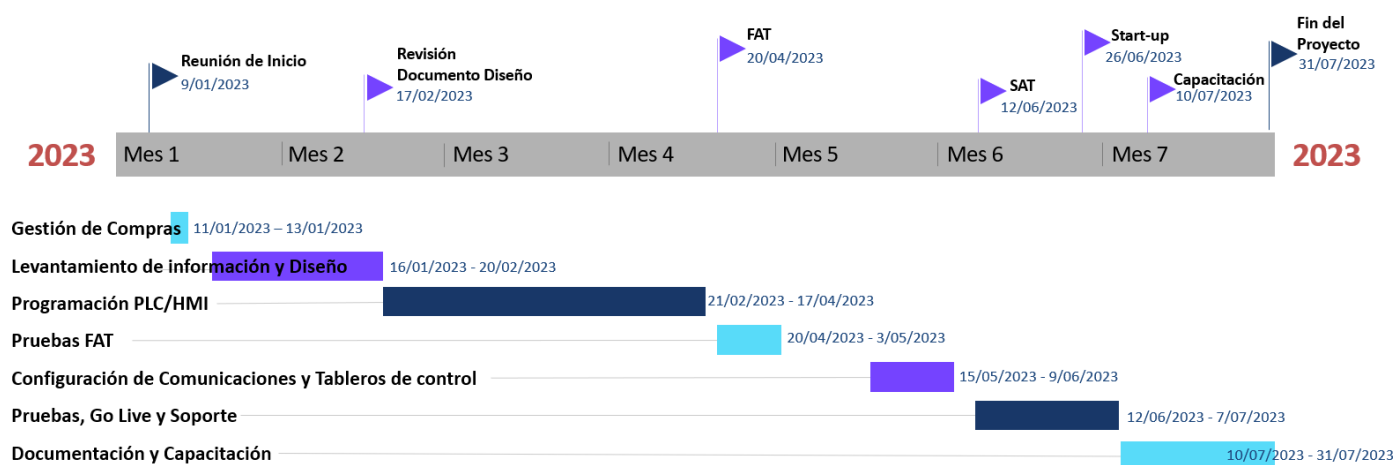 Reunión de Inicio
9/01/2023
Revisión
Documento Diseño
17/02/2023
FAT
20/04/2023
SAT
12/06/2023
Start-up
26/06/2023
Capacitación
10/07/2023
Fin del
Proyecto
31/07/2023
2023 Mes 1 Mes 2 Mes 3 Mes 4 Mes 5 Mes 6 Mes 7 2023
Gestión de Compras 11/01/2023 – 13/01/2023
Levantamiento de información y Diseño 16/01/2023 - 20/02/2023
Programación PLC/HMI 21/02/2023 - 17/04/2023
Pruebas FAT 20/04/2023 - 3/05/2023
Configuración de Comunicaciones y Tableros de control 15/05/2023 - 9/06/2023
Pruebas, Go Live y Soporte 12/06/2023 - 7/07/2023
Documentación y Capacitación 10/07/2023 - 31/07/2023